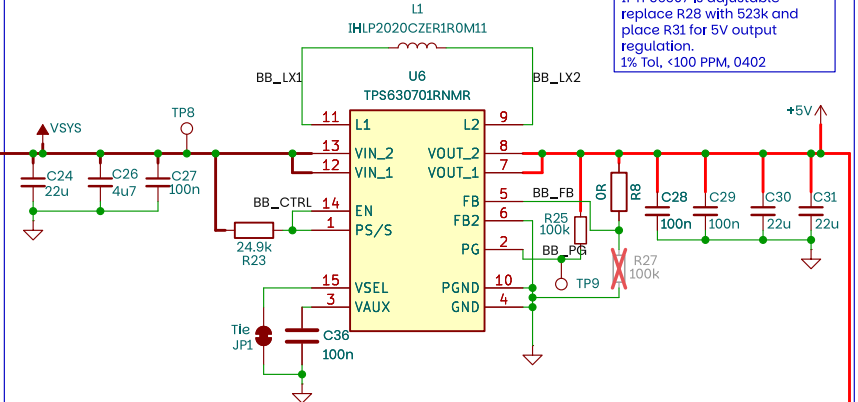 replace R28 with 523k and
place R31 for 5V output
regulation.
1% Tol, <100 PPM, 0402
L1
IHLP2020CZER1R0M11
BB_LX1
BB_LX2
U6
TPS630701RNMR
VSYS
TP8
+5V
11 L1
L2 9
13 VIN_2
VOUT_2 8
12 VIN_1
VOUT_1 7
C24
22u
C26
4u7
C27
100n
BB_CTRL
14 EN
1 PS/S
24.9k
R23
FB 5
BB_FB
FB2 6
PG 2
BB_PG
R25
100k
0R
R8
C28
100n
C29
100n
C30
22u
C31
22u
R27
100k
TP9
15 VSEL
PGND 10
3 VAUX
GND 4
Tie
JP1
C36
100n